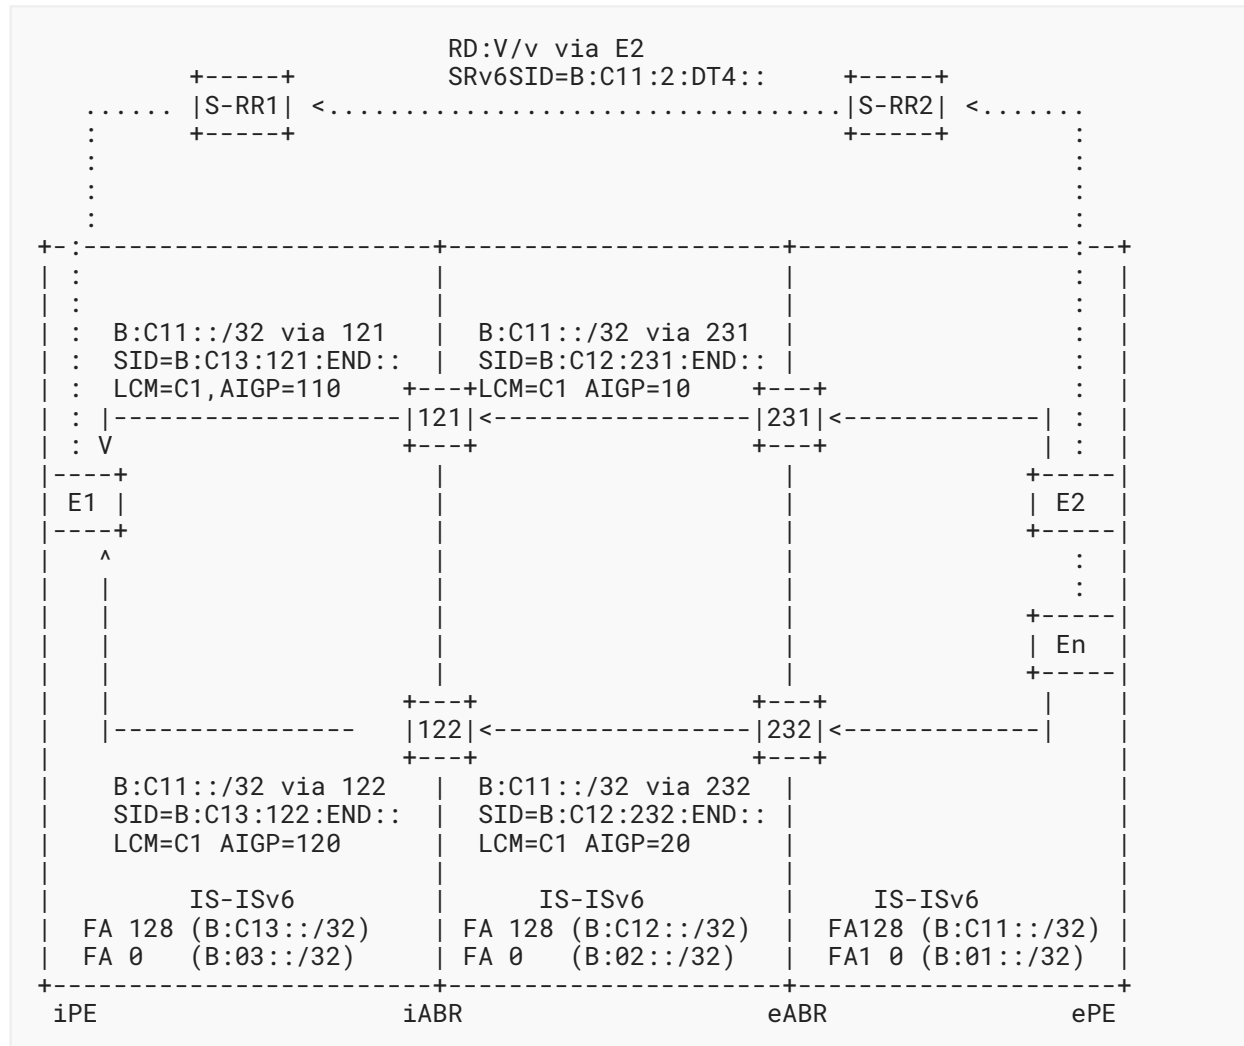 RD:V/v via E2
             +-----+              SRv6SID=B:C11:2:DT4::      +-----+
     ...... |S-RR1| <...................................|S-RR2| <.......
     :       +-----+                                         +-----+       :
     :                                                                     :
     :                                                                     :
     :                                                                     :
 +-:-----------------------+----------------------+------------------:--+
 | :                       |                      |                  :  |
 | :                       |                      |                  :  |
 | :  B:C11::/32 via 121   |  B:C11::/32 via 231  |                  :  |
 | :  SID=B:C13:121:END::  |  SID=B:C12:231:END:: |                  :  |
 | :  LCM=C1,AIGP=110    +---+LCM=C1 AIGP=10    +---+                :  |
 | : |-------------------|121|<-----------------|231|<-------------| :  |
 | : V                   +---+                  +---+              | :  |
 |----+                    |                      |               +-----|
 | E1 |                    |                      |               | E2  |
 |----+                    |                      |               +-----|
 |   ^                     |                      |                  :  |
 |   |                     |                      |                  :  |
 |   |                     |                      |               +-----|
 |   |                     |                      |               | En  |
 |   |                     |                      |               +-----|
 |   |                   +---+                  +---+              |    |
 |   |----------------   |122|<-----------------|232|<-------------|    |
 |                       +---+                  +---+                   |
 |    B:C11::/32 via 122   |  B:C11::/32 via 232  |                     |
 |    SID=B:C13:122:END::  |  SID=B:C12:232:END:: |                     |
 |    LCM=C1 AIGP=120      |  LCM=C1 AIGP=20      |                     |
 |                         |                      |                     |
 |         IS-ISv6         |      IS-ISv6         |     IS-ISv6         |
 |  FA 128 (B:C13::/32)    | FA 128 (B:C12::/32)  |  FA128 (B:C11::/32) |
 |  FA 0   (B:03::/32)     | FA 0   (B:02::/32)   |  FA1 0 (B:01::/32)  |
 +-------------------------+----------------------+---------------------+
  iPE                     iABR                   eABR                ePE